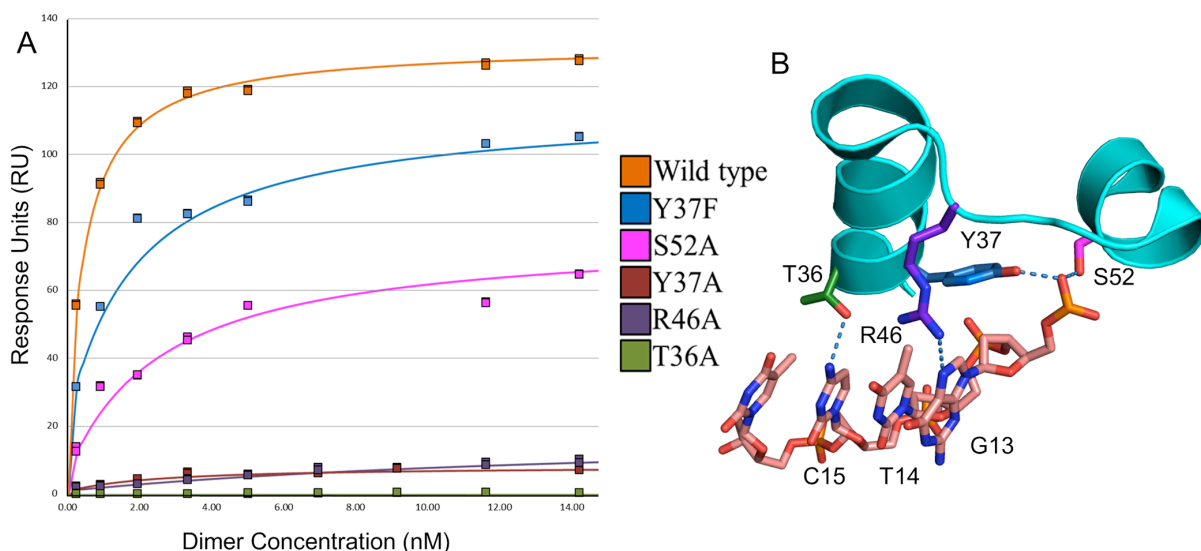 A
Response Units (RU)
140
120
100
80
60
40
20
0
0.00 2.00 4.00 6.00 8.00 10.00 12.00 14.00
Dimer Concentration (nM)
Wild type
Y37F
S52A
Y37A
R46A
T36A
B
Y37
T36
S52
R46
G13
C15
T14